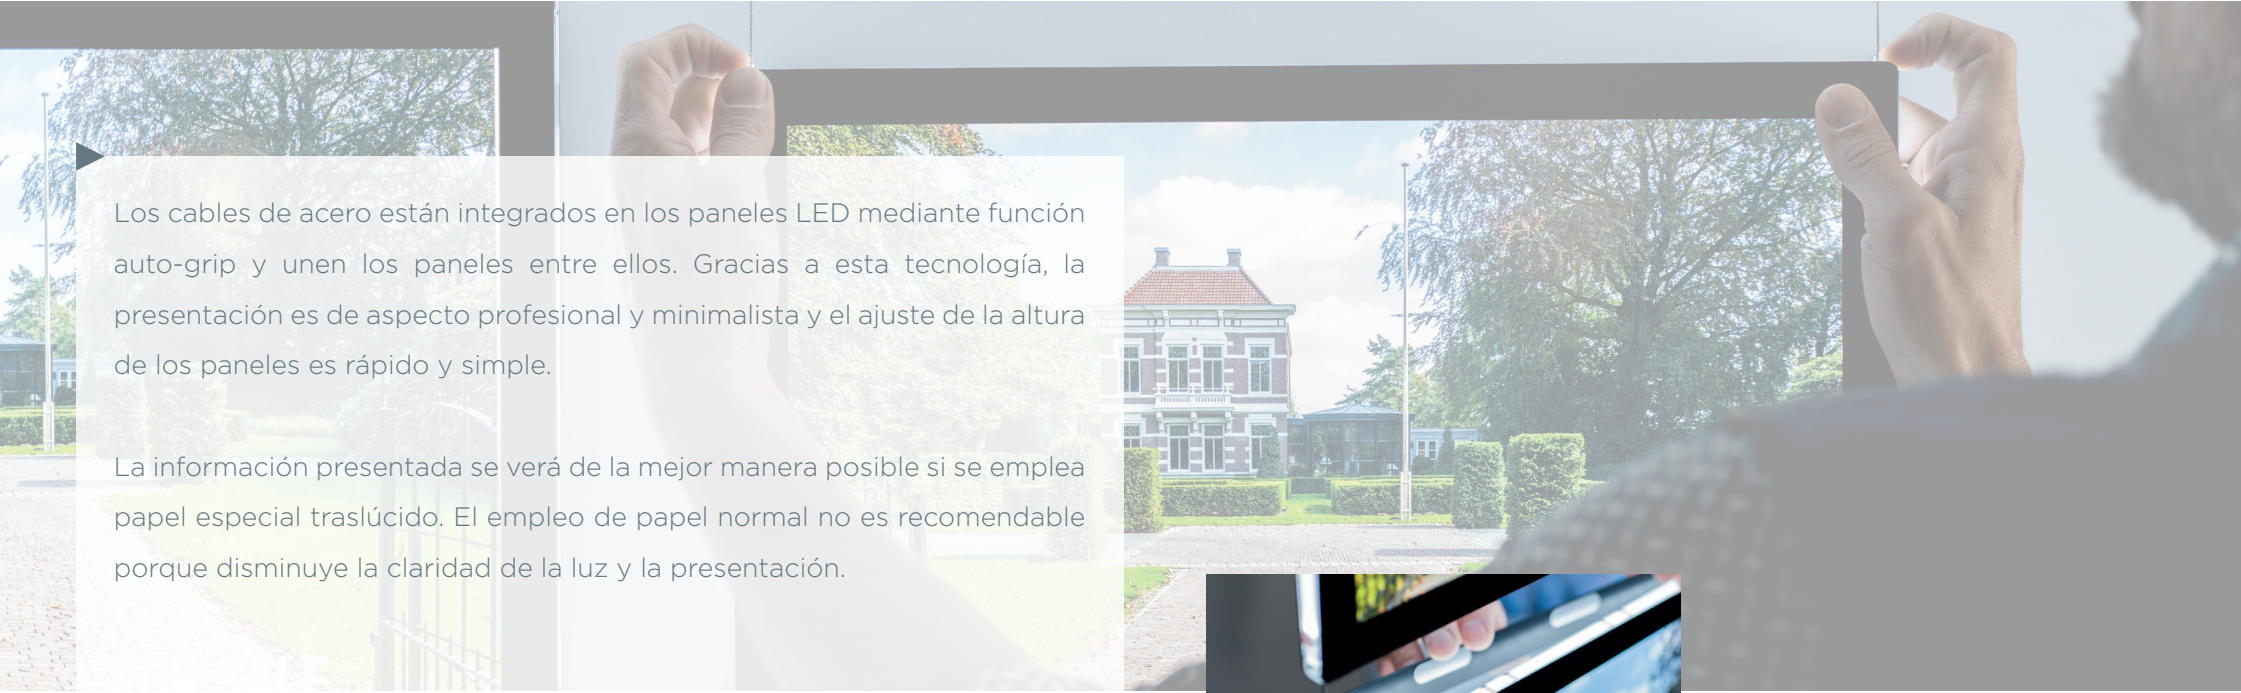 Los cables de acero están integrados en los paneles LED mediante función
auto-grip y unen los paneles entre ellos. Gracias a esta tecnología, la
presentación es de aspecto profesional y minimalista y el ajuste de la altura
de los paneles es rápido y simple.
La información presentada se verá de la mejor manera posible si se emplea
papel especial traslúcido. El empleo de papel normal no es recomendable
porque disminuye la claridad de la luz y la presentación.
FOR SALE